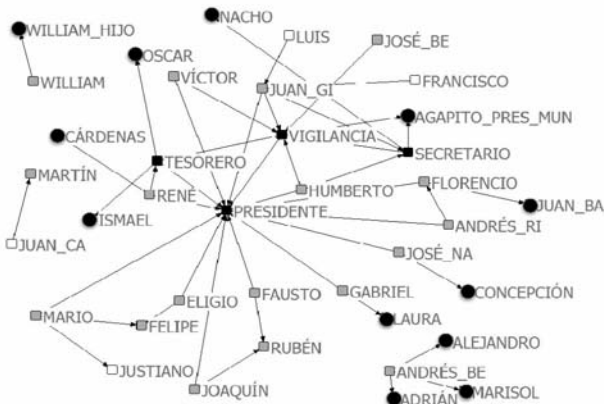 NACHO
WILLIAM_HIJO
LUIS
JOSÉ_BE
OSCAR
WILLIAM
VÍCTOR
JUAN_GI
FRANCISCO
AGAPITO_PRES_MUN
CÁRDENAS
VIGILANCIA
TESORERO
SECRETARIO
MARTÍN
RENÉ
HUMBERTO
FLORENCIO
ISMAEL
PRESIDENTE
JUAN_BA
ANDRÉS_RI
JUAN_CA
JOSÉ_NA
ELIGIO
FAUSTO
GABRIEL
CONCEPCIÓN
MARIO
FELIPE
LAURA
RUBÉN
ALEJANDRO
JUSTIANO
ANDRÉS_BE
JOAQUÍN
MARISOL
ADRIÁN